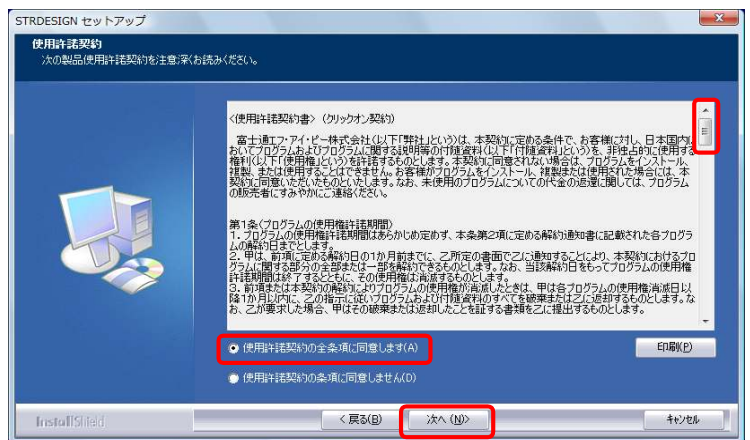 STRDESIGN セットアップ
使用許諾契約
次の製品使用許諾契約を注意深くお読みください。
<使用許諾契約書> (クリックオン契約)
富士通エフ・アイ・ピー株式会社(以下「弊社」という)は、本契約に定める条件で、お客様に対し、日本国内に
おいてプログラムおよびプログラムに関する説明等の付随資料(以下「付随資料」という)を、非独占的に使用する
権利(以下「使用権」という)を許諾するものとします。本契約に同意されない場合は、プログラムをインストール、
複製、または使用することはできません。お客様がプログラムをインストール、複製または使用された場合には、本
契約に同意いただいたものといたします。なお、未使用のプログラムについての代金の返還に関しては、プログラム
の販売者にすみやかにご連絡ください。
第1条(プログラムの使用権許諾期間)
1. プログラムの使用権許諾期間はあらかじめ定めず、本条第2項に定める解約通知書に記載された各プログラ
ムの解約日までとします。
2. 甲は、前項に定める解約日の1か月前までに、乙所定の書面で乙に通知することにより、本契約におけるプロ
グラムに関する部分の全部または一部を解約できるものとします。なお、当該解約日をもってプログラムの使用権
許諾期間は終了するとともに、その使用権は消滅するものとします。
3. 前項または本契約の解約によりプログラムの使用権が消滅したときは、甲は各プログラムの使用権消滅日以
降1か月以内に、乙の指示に従いプログラムおよび付随資料のすべてを破棄または乙に返却するものとします。な
お、乙が要求した場合、甲はその破棄または返却したことを証する書類を乙に提出するものとします。
使用許諾契約の全条項に同意します(A)
印刷(P)
使用許諾契約の条項に同意しません(D)
InstallShield
< 戻る(B)
次へ (N)>
キャンセル